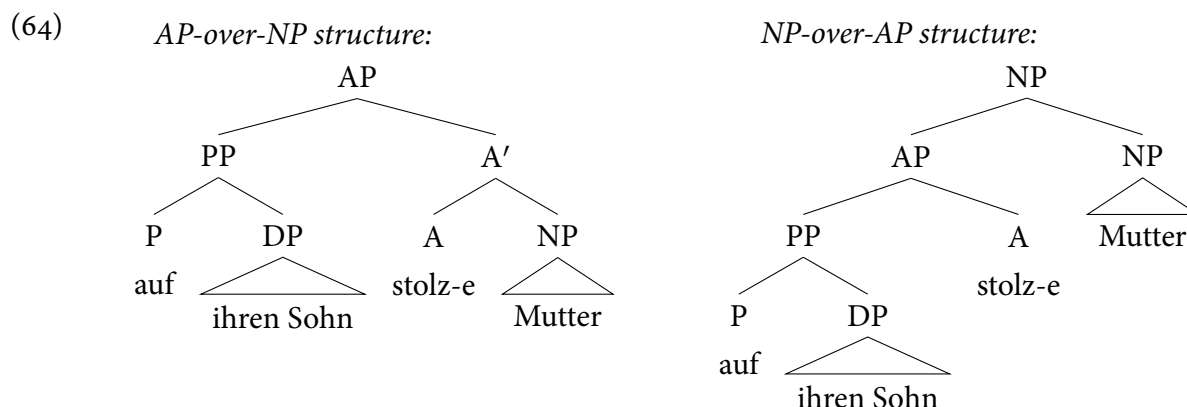 (64) AP-over-NP structure: NP-over-AP structure:
AP NP
PP A′ AP NP
P DP A NP PP A Mutter
auf ihren Sohn stolz-e Mutter P DP stolz-e
auf ihren Sohn